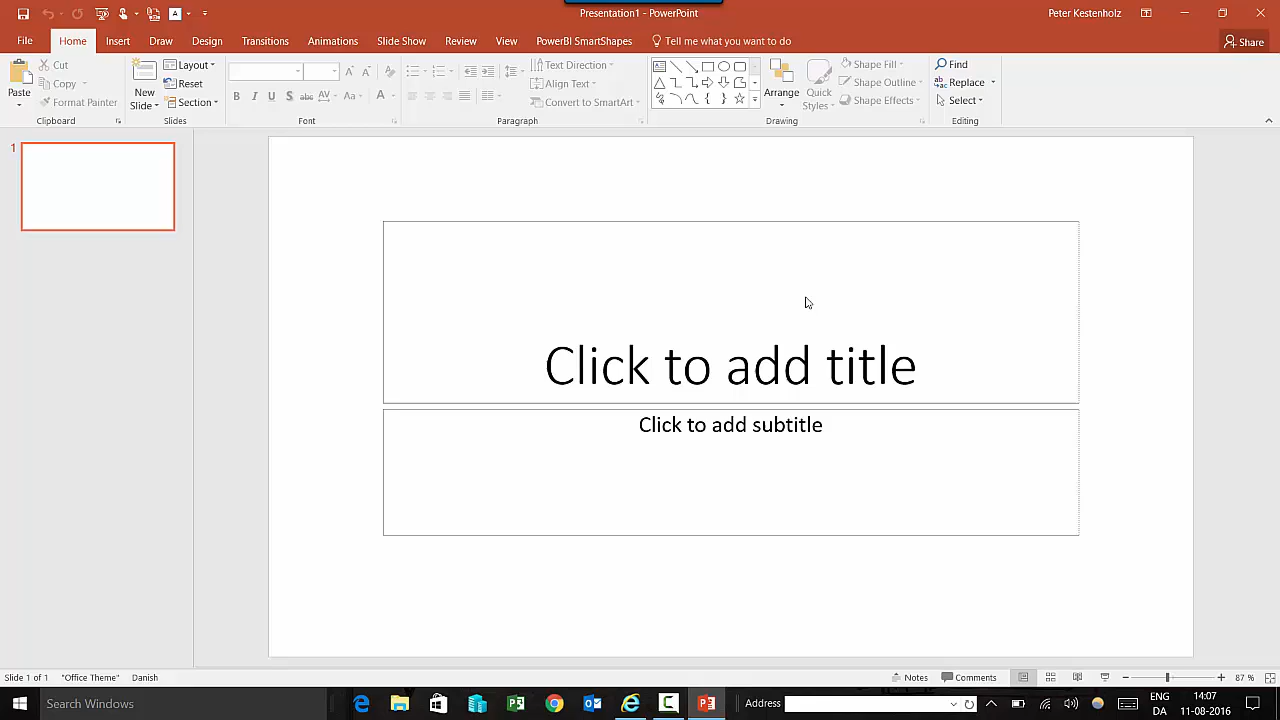 Presentation1 - PowerPoint
Peter Kestenholz
File Home Insert Draw Design Transitions Animations Slide Show Review View PowerBI SmartShapes Tell me what you want to do
Share
Paste
Cut
Copy
Format Painter
Clipboard
New
Slide
Layout
Reset
Section
Slides
B I U S abc AV Aa A
Font
Text Direction
Align Text
Convert to SmartArt
Paragraph
Arrange
Quick
Styles
Shape Fill
Shape Outline
Shape Effects
Drawing
Find
Replace
Select
Editing
1
Click to add title
Click to add subtitle
Slide 1 of 1 "Office Theme" Danish
Notes Comments 87 %
Search Windows
Address
ENG
DA
14:07
11-08-2016